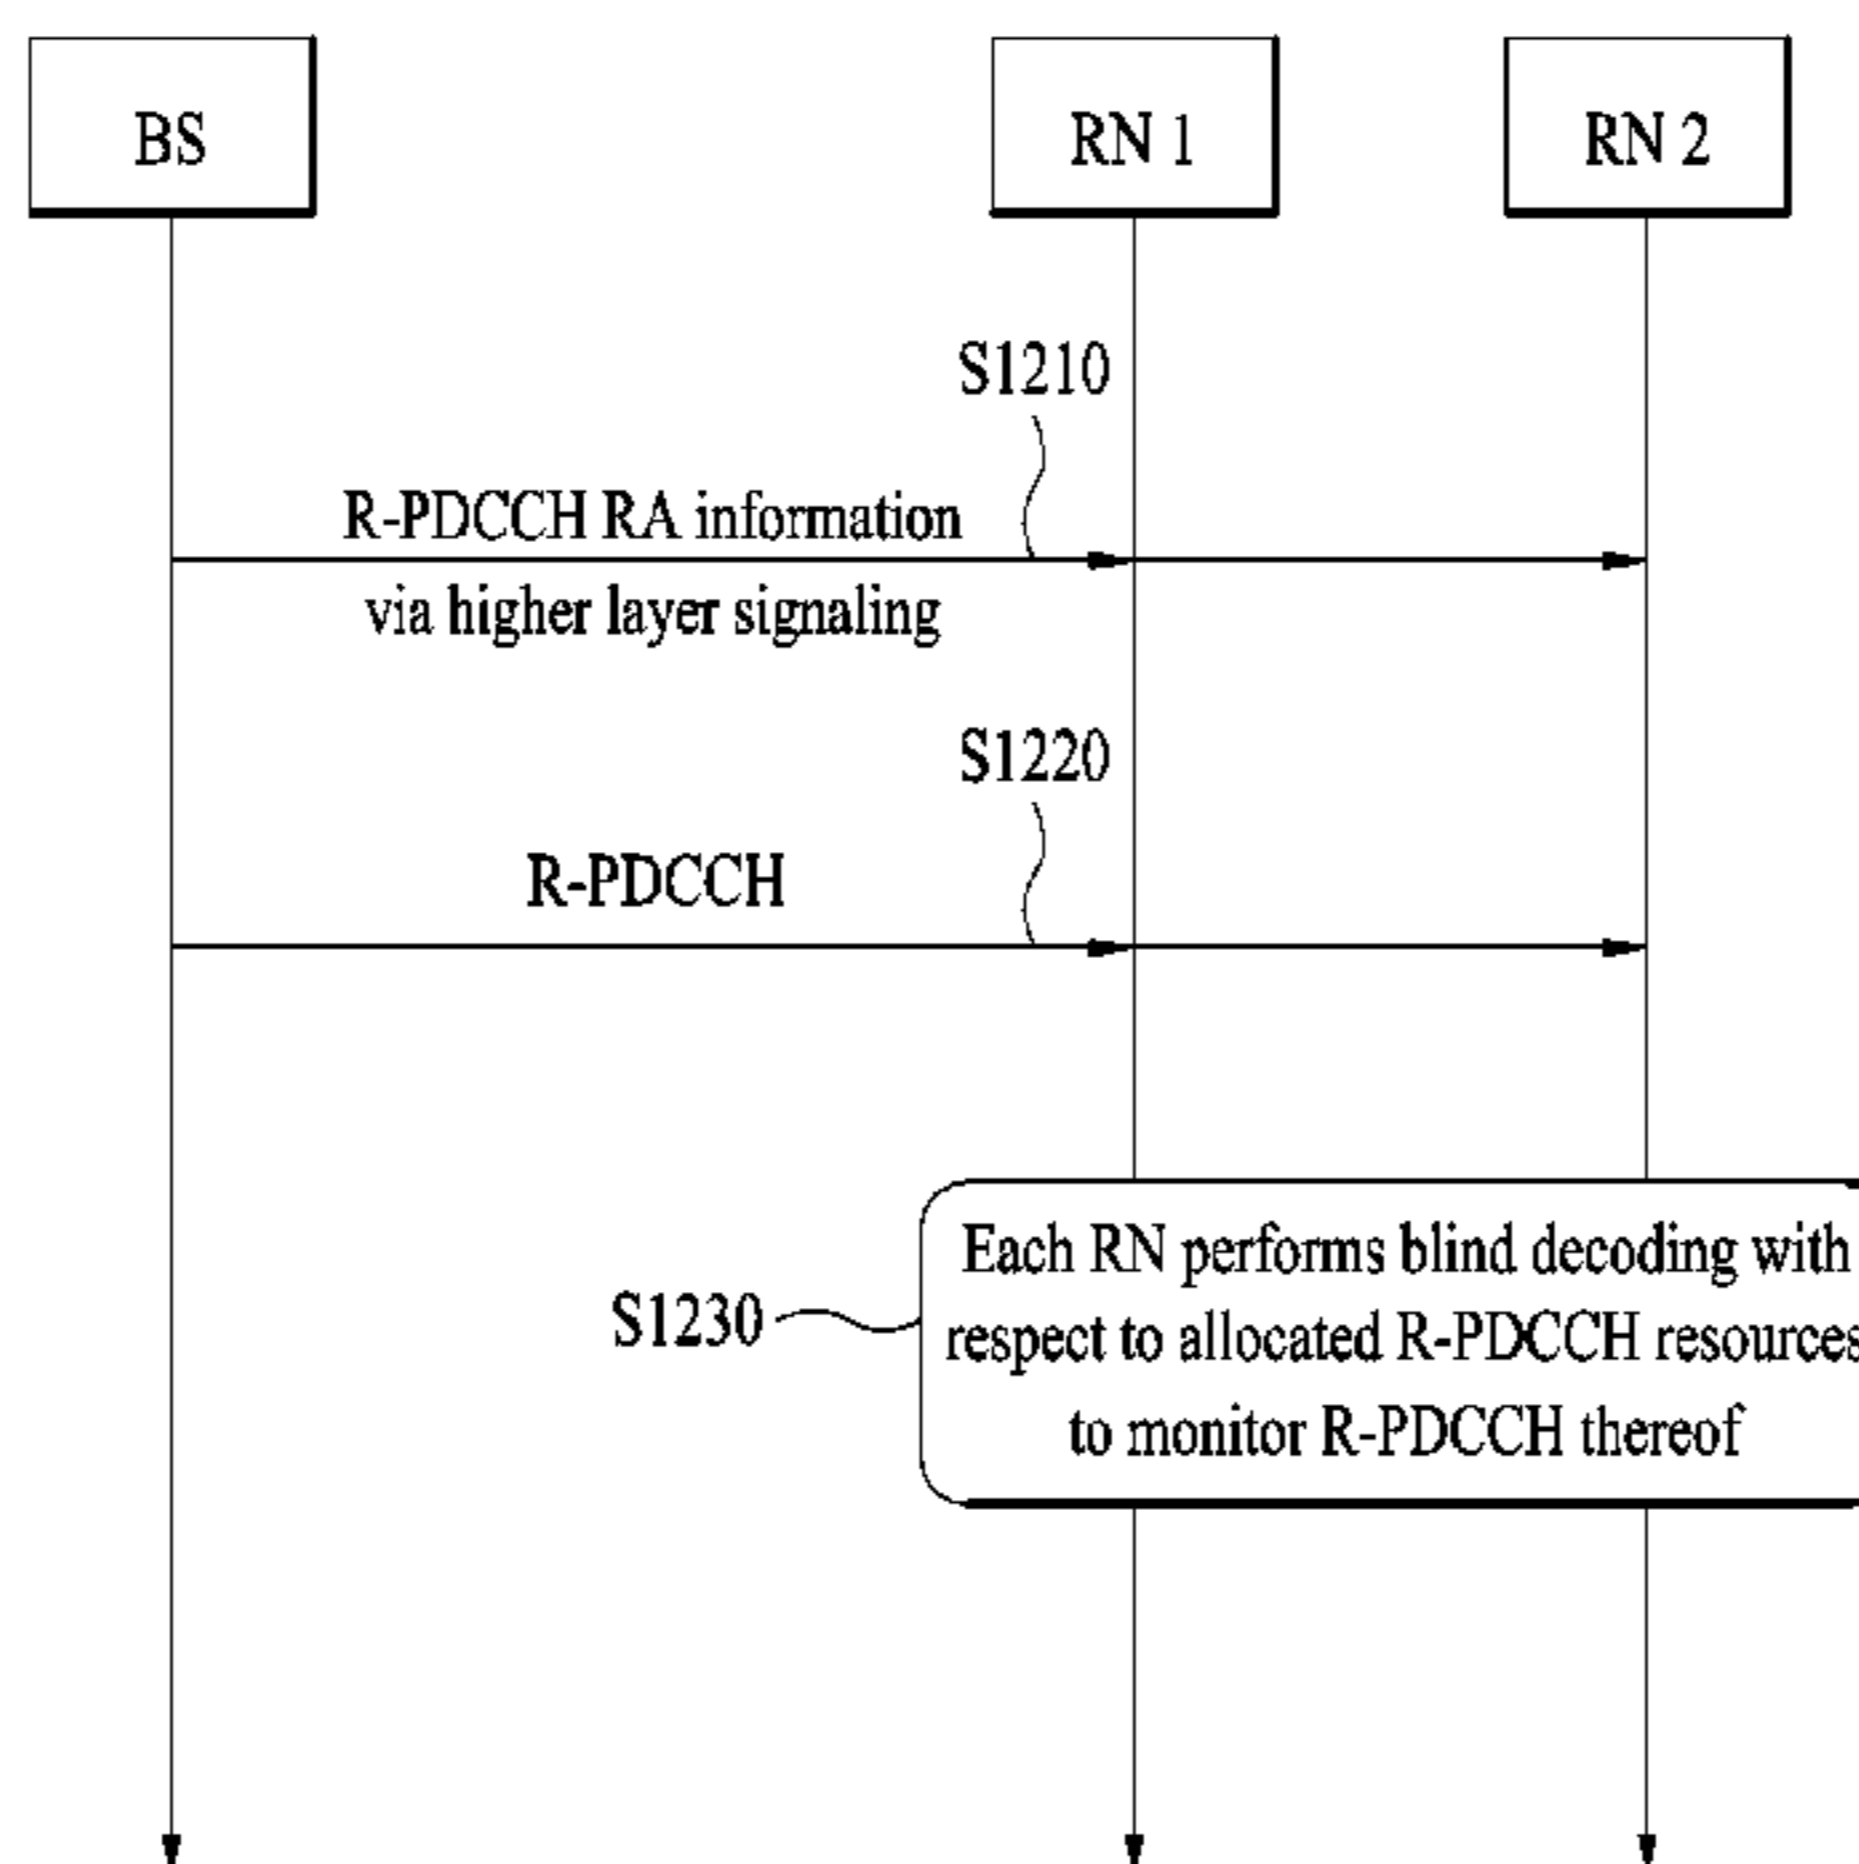 BS
RN 1
RN 2
S1210
R-PDCCH RA information
via higher layer signaling
S1220
R-PDCCH
Each RN performs blind decoding with
respect to allocated R-PDCCH resources
to monitor R-PDCCH thereof
S1230